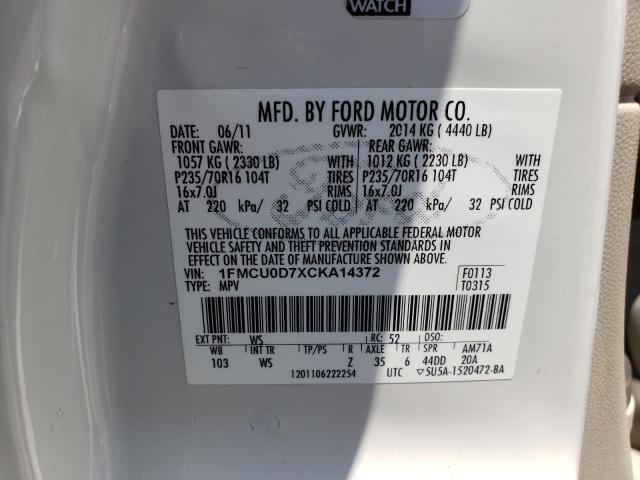 WATCH
MFD. BY FORD MOTOR CO.
DATE: 06/11 GVWR: 2014 KG ( 4440 LB)
FRONT GAWR: REAR GAWR:
1057 KG ( 2330 LB) WITH 1012 KG ( 2230 LB) WITH
P235/70R16 104T TIRES P235/70R16 104T TIRES
16x7.0J RIMS 16x7.0J RIMS
AT 220 kPa/ 32 PSI COLD AT 220 kPa/ 32 PSI COLD
THIS VEHICLE CONFORMS TO ALL APPLICABLE FEDERAL MOTOR
VEHICLE SAFETY AND THEFT PREVENTION STANDARDS IN
EFFECT ON THE DATE OF MANUFACTURE SHOWN ABOVE.
VIN: 1FMCU0D7XCKA14372 F0113
TYPE: MPV T0315
EXT PNT: WS RC: 52 DSO:
WB INT TR TP/PS R AXLE TR SPR AM71A
103 WS Z 35 6 44DD 20A
1201106222254 UTC ▽5U5A-1520472-BA